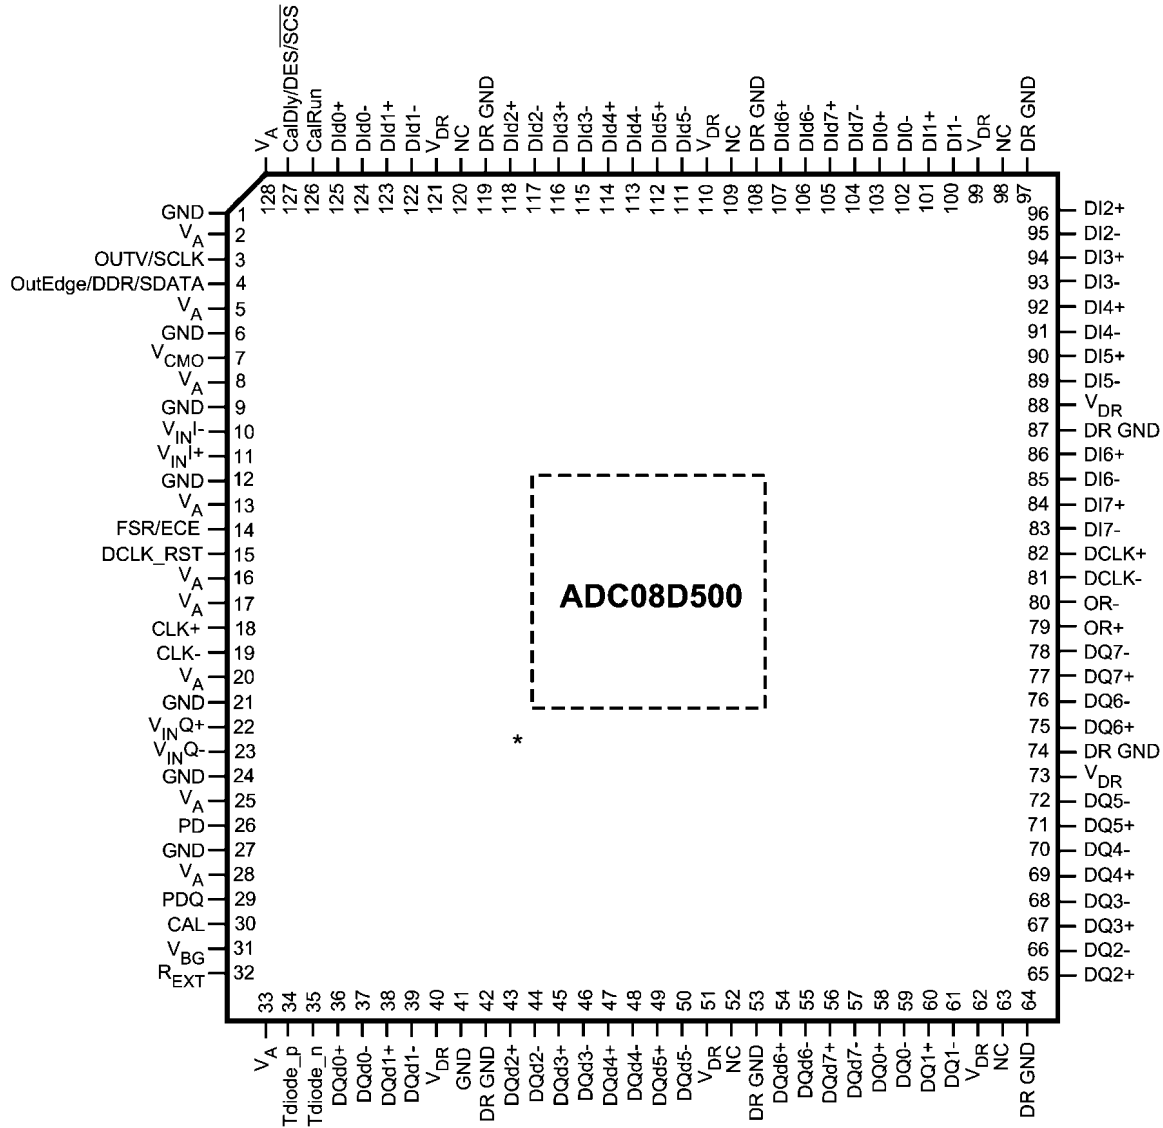 V_A
CalDly/DES/SCS
CalRun
DId0+
DId0-
DId1+
DId1-
V_DR
NC
DR GND
DId2+
DId2-
DId3+
DId3-
DId4+
DId4-
DId5+
DId5-
V_DR
NC
DR GND
DId6+
DId6-
DId7+
DId7-
DI0+
DI0-
DI1+
DI1-
V_DR
NC
DR GND
128
127
126
125
124
123
122
121
120
119
118
117
116
115
114
113
112
111
110
109
108
107
106
105
104
103
102
101
100
99
98
97
GND 1
V_A 2
OUTV/SCLK 3
OutEdge/DDR/SDATA 4
V_A 5
GND 6
V_CMO 7
V_A 8
GND 9
V_INI- 10
V_INI+ 11
GND 12
V_A 13
FSR/ECE 14
DCLK_RST 15
V_A 16
V_A 17
CLK+ 18
CLK- 19
V_A 20
GND 21
V_INQ+ 22
V_INQ- 23
GND 24
V_A 25
PD 26
GND 27
V_A 28
PDQ 29
CAL 30
V_BG 31
R_EXT 32
ADC08D500
*
96 DI2+
95 DI2-
94 DI3+
93 DI3-
92 DI4+
91 DI4-
90 DI5+
89 DI5-
88 V_DR
87 DR GND
86 DI6+
85 DI6-
84 DI7+
83 DI7-
82 DCLK+
81 DCLK-
80 OR-
79 OR+
78 DQ7-
77 DQ7+
76 DQ6-
75 DQ6+
74 DR GND
73 V_DR
72 DQ5-
71 DQ5+
70 DQ4-
69 DQ4+
68 DQ3-
67 DQ3+
66 DQ2-
65 DQ2+
33
34
35
36
37
38
39
40
41
42
43
44
45
46
47
48
49
50
51
52
53
54
55
56
57
58
59
60
61
62
63
64
V_A
Tdiode_p
Tdiode_n
DQd0+
DQd0-
DQd1+
DQd1-
V_DR
GND
DR GND
DQd2+
DQd2-
DQd3+
DQd3-
DQd4+
DQd4-
DQd5+
DQd5-
V_DR
NC
DR GND
DQd6+
DQd6-
DQd7+
DQd7-
DQ0+
DQ0-
DQ1+
DQ1-
V_DR
NC
DR GND